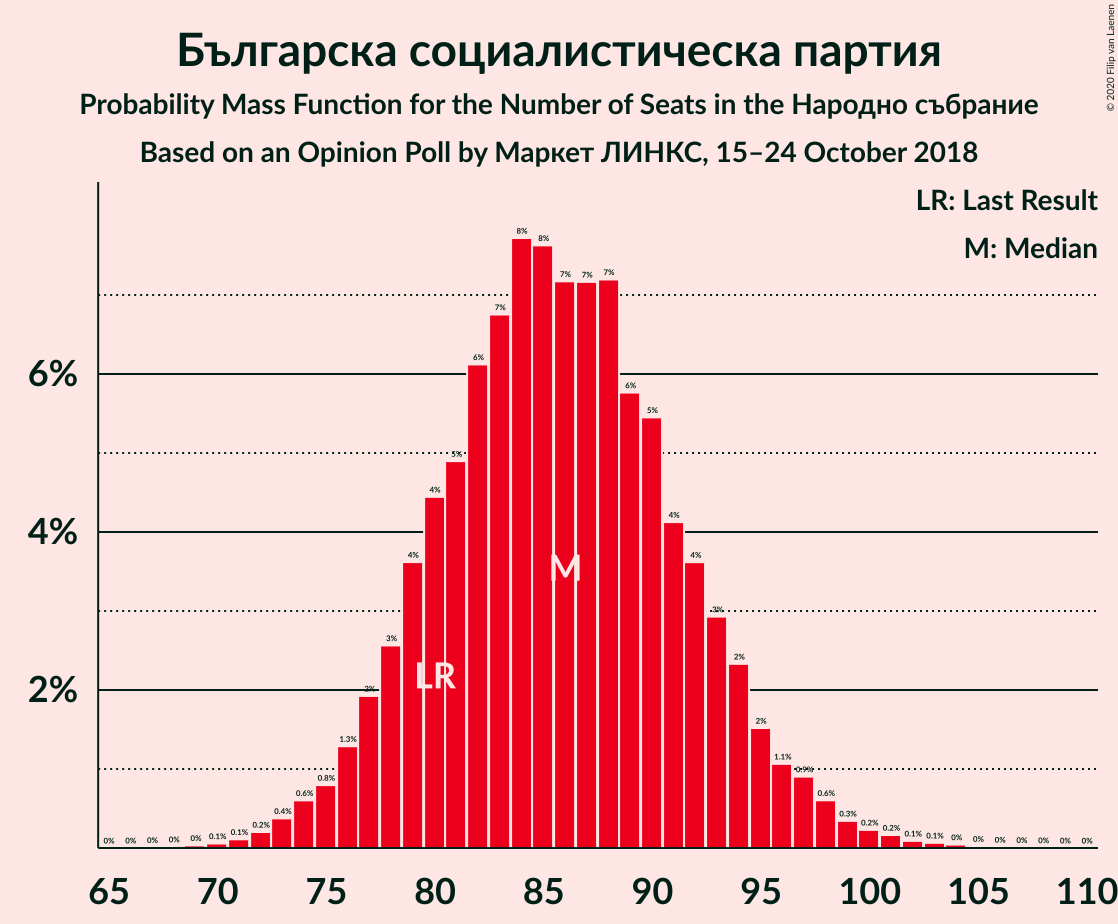 Българска социалистическа партия
Probability Mass Function for the Number of Seats in the Народно събрание
Based on an Opinion Poll by Маркет ЛИНКС, 15–24 October 2018
© 2020 Filip van Laenen
LR: Last Result
M: Median
6%
4%
2%
0% 0% 0% 0% 0% 0.1% 0.1% 0.2% 0.4% 0.6% 0.8% 1.3% 2% 3% 4% 4% 5% 6% 7% 8% 8% 7% 7% 7% 6% 5% 4% 4% 3% 2% 2% 1.1% 0.9% 0.6% 0.3% 0.2% 0.2% 0.1% 0.1% 0% 0% 0% 0% 0% 0% 0%
M
LR
65 70 75 80 85 90 95 100 105 110